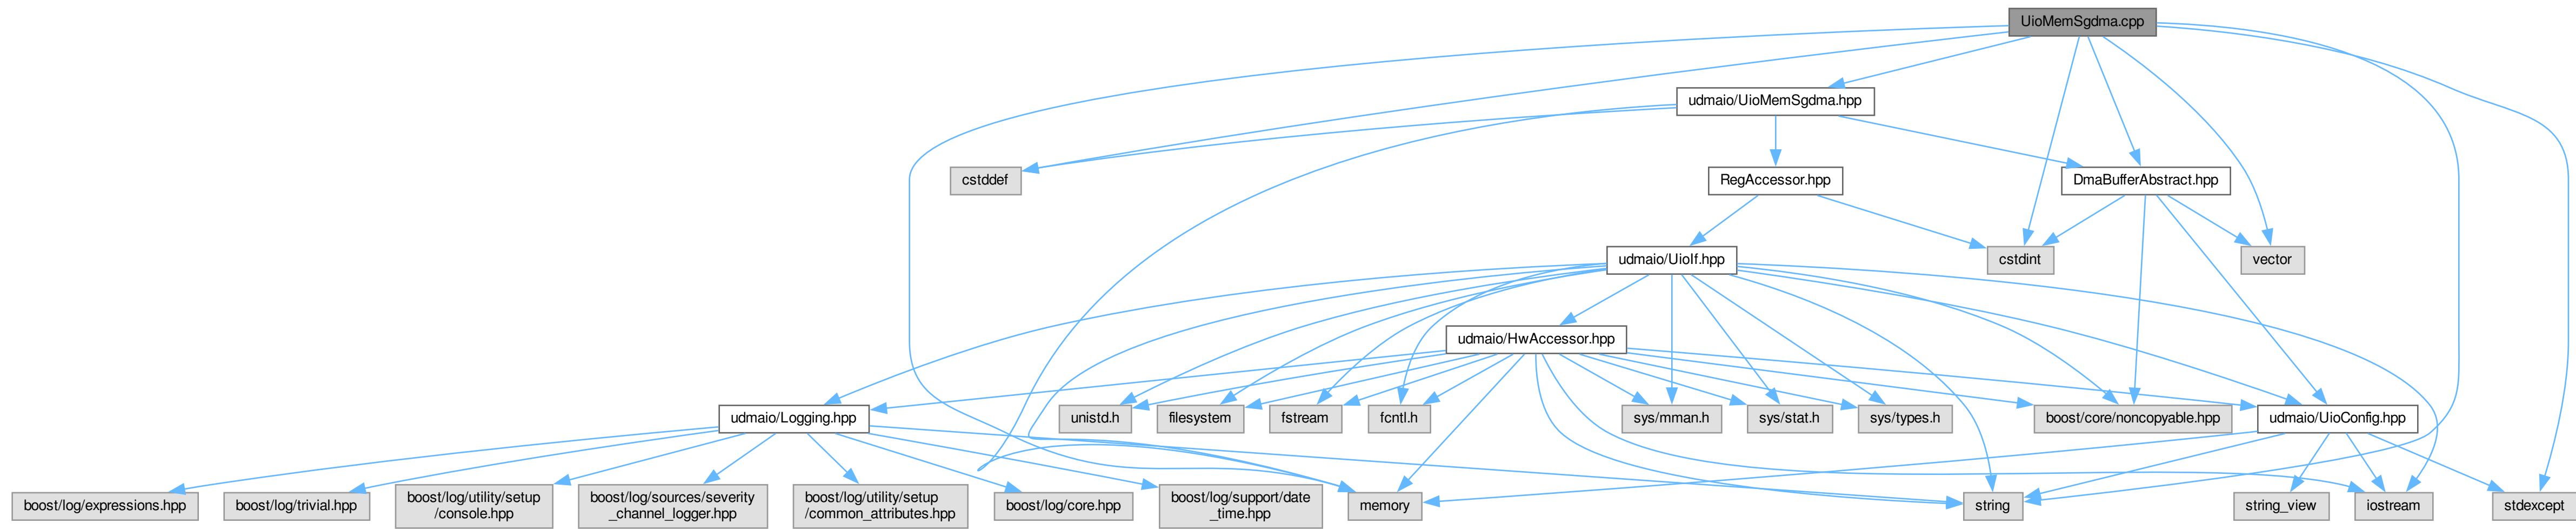 UioMemSgdma.cpp
udmaio/UioMemSgdma.hpp
cstddef
RegAccessor.hpp
DmaBufferAbstract.hpp
udmaio/UioIf.hpp
cstdint
vector
udmaio/HwAccessor.hpp
udmaio/Logging.hpp
unistd.h
filesystem
fstream
fcntl.h
sys/mman.h
sys/stat.h
sys/types.h
boost/core/noncopyable.hpp
udmaio/UioConfig.hpp
boost/log/expressions.hpp
boost/log/trivial.hpp
boost/log/utility/setup
/console.hpp
boost/log/sources/severity
_channel_logger.hpp
boost/log/utility/setup
/common_attributes.hpp
boost/log/core.hpp
boost/log/support/date
_time.hpp
memory
string
string_view
iostream
stdexcept